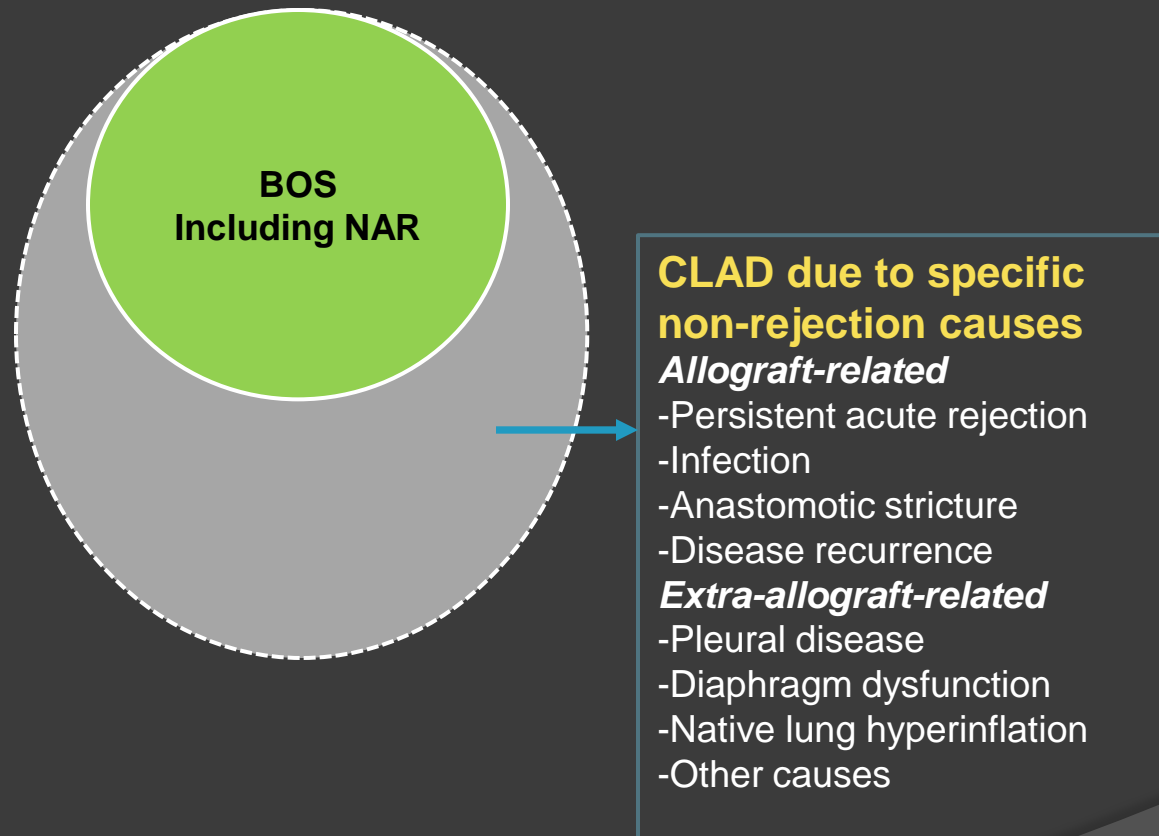 BOS
Including NAR
CLAD due to specific
non-rejection causes
Allograft-related
-Persistent acute rejection
-Infection
-Anastomotic stricture
-Disease recurrence
Extra-allograft-related
-Pleural disease
-Diaphragm dysfunction
-Native lung hyperinflation
-Other causes